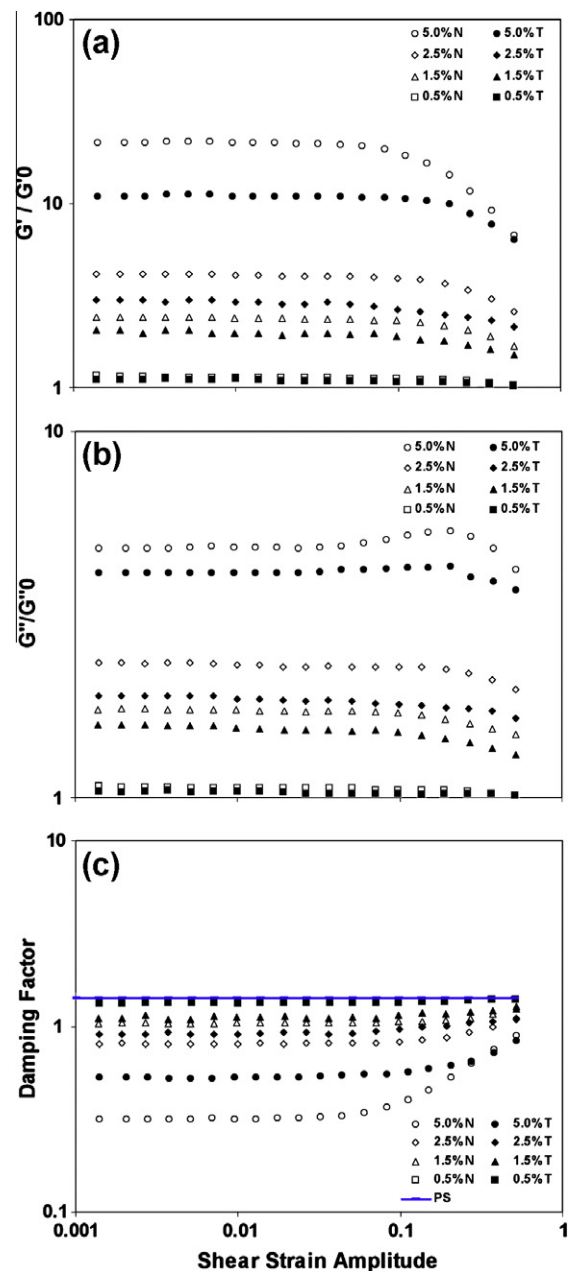 (a)
100
10
1
G' / G'0
5.0%N 5.0%T
2.5%N 2.5%T
1.5%N 1.5%T
0.5%N 0.5%T
(b)
10
1
G"/G"0
5.0%N 5.0%T
2.5%N 2.5%T
1.5%N 1.5%T
0.5%N 0.5%T
(c)
10
1
0.1
Damping Factor
5.0%N 5.0%T
2.5%N 2.5%T
1.5%N 1.5%T
0.5%N 0.5%T
PS
0.001 0.01 0.1 1
Shear Strain Amplitude